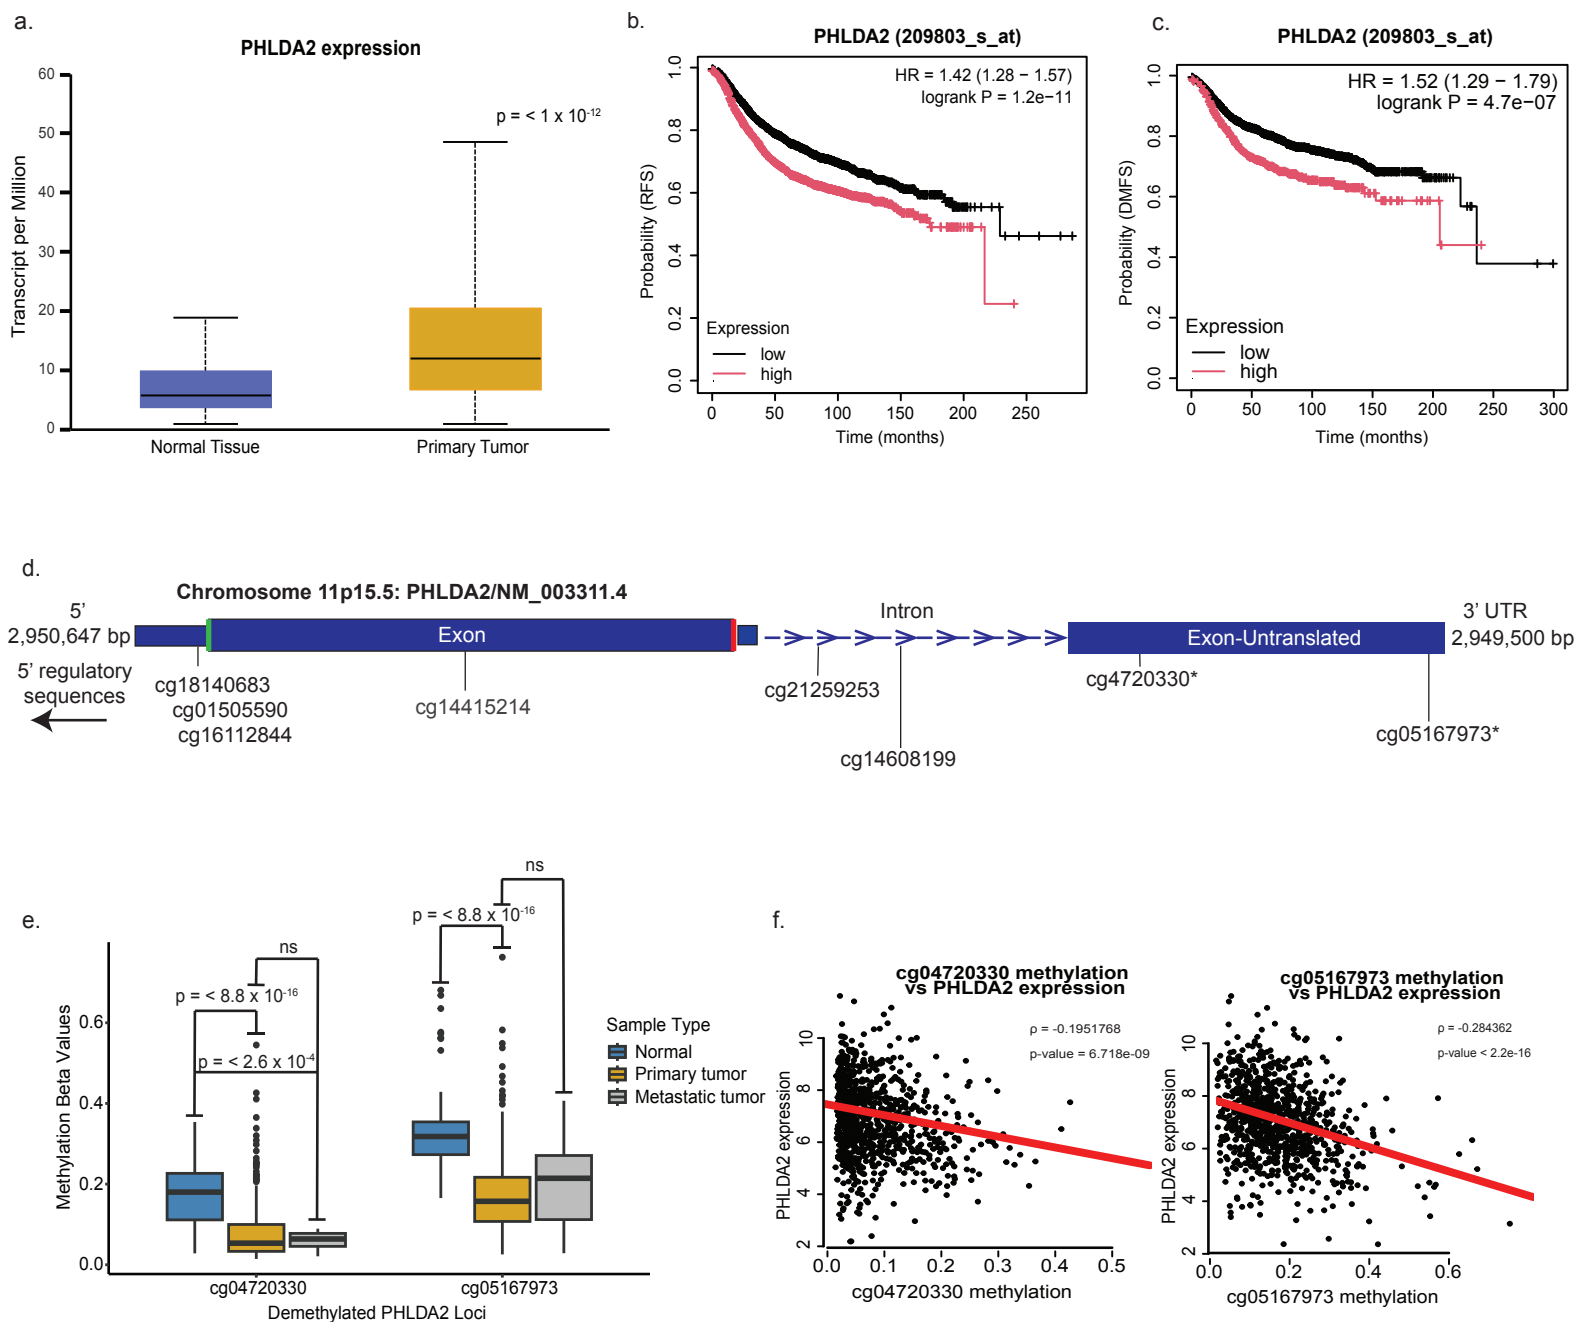 a.
PHLDA2 expression
60
50
40
30
20
10
0
Transcript per Million
p = < 1 x 10-12
Normal Tissue
Primary Tumor
b.
PHLDA2 (209803_s_at)
HR = 1.42 (1.28 − 1.57)
logrank P = 1.2e−11
1.0
0.8
0.6
0.4
0.2
0.0
Probability (RFS)
Expression
low
high
0 50 100 150 200 250
Time (months)
c.
PHLDA2 (209803_s_at)
HR = 1.52 (1.29 − 1.79)
logrank P = 4.7e−07
1.0
0.8
0.6
0.4
0.2
0.0
Probability (DMFS)
Expression
low
high
0 50 100 150 200 250 300
Time (months)
d.
Chromosome 11p15.5: PHLDA2/NM_003311.4
5’
2,950,647 bp
5’ regulatory
sequences
Exon
Intron
Exon-Untranslated
3’ UTR
2,949,500 bp
cg18140683
cg01505590
cg16112844
cg14415214
cg21259253
cg14608199
cg4720330*
cg05167973*
e.
ns
p = < 8.8 x 10-16
p = < 2.6 x 10-4
ns
p = < 8.8 x 10-16
0.6
0.4
0.2
0.0
Methylation Beta Values
Sample Type
Normal
Primary tumor
Metastatic tumor
cg04720330
cg05167973
Demethylated PHLDA2 Loci
f.
cg04720330 methylation
vs PHLDA2 expression
ρ = -0.1951768
p-value = 6.718e-09
10
8
6
4
2
PHLDA2 expression
0.0 0.1 0.2 0.3 0.4 0.5
cg04720330 methylation
cg05167973 methylation
vs PHLDA2 expression
ρ = -0.284362
p-value < 2.2e-16
10
8
6
4
2
PHLDA2 expression
0.0 0.2 0.4 0.6
cg05167973 methylation